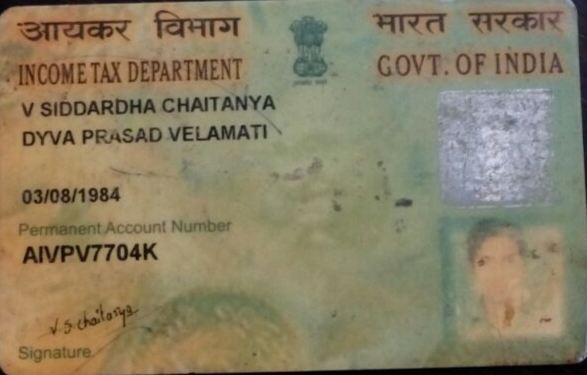 आयकर विभाग
भारत सरकार
INCOME TAX DEPARTMENT
GOVT. OF INDIA
V SIDDARDHA CHAITANYA
DYVA PRASAD VELAMATI
03/08/1984
Permanent Account Number
AIVPV7704K
V.S chaitanya
Signature